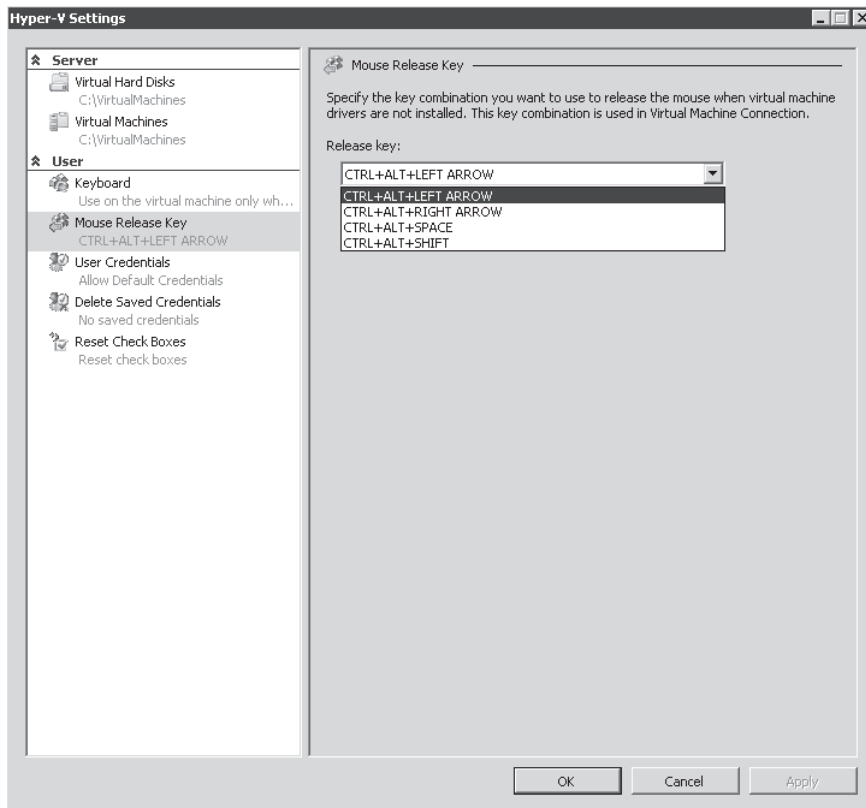 Hyper-V Settings
Server
Virtual Hard Disks
C:\VirtualMachines
Virtual Machines
C:\VirtualMachines
User
Keyboard
Use on the virtual machine only wh...
Mouse Release Key
CTRL+ALT+LEFT ARROW
User Credentials
Allow Default Credentials
Delete Saved Credentials
No saved credentials
Reset Check Boxes
Reset check boxes
Mouse Release Key
Specify the key combination you want to use to release the mouse when virtual machine
drivers are not installed. This key combination is used in Virtual Machine Connection.
Release key:
CTRL+ALT+LEFT ARROW
CTRL+ALT+LEFT ARROW
CTRL+ALT+RIGHT ARROW
CTRL+ALT+SPACE
CTRL+ALT+SHIFT
OK
Cancel
Apply